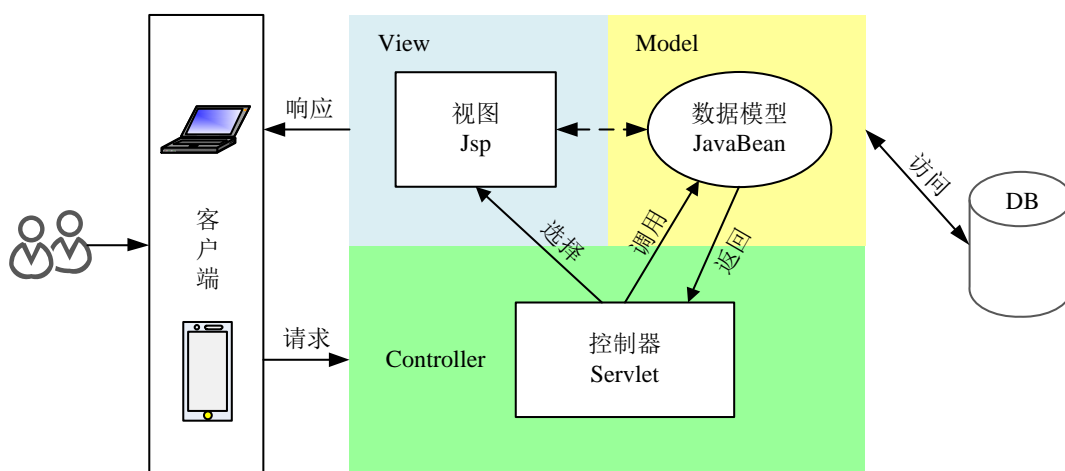 View
Model
响应
视图
Jsp
数据模型
JavaBean
访问
DB
客户端
选择
调用
返回
请求
Controller
控制器
Servlet